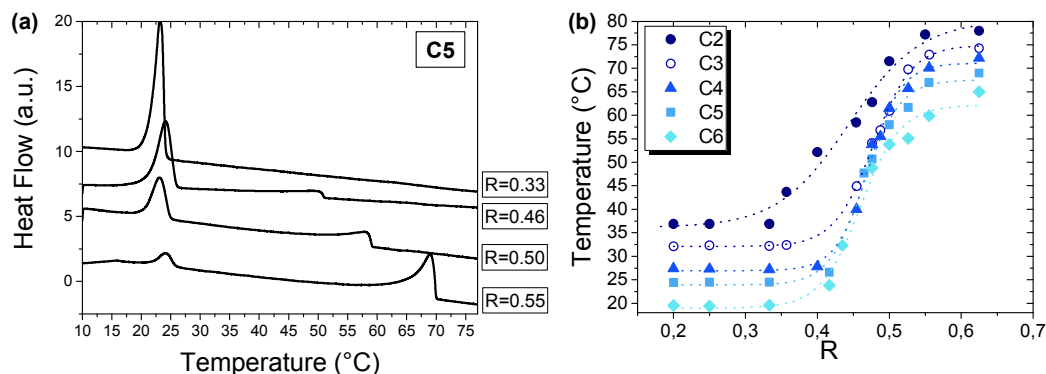 (a)
C5
20
15
10
5
0
Heat Flow (a.u.)
R=0.33
R=0.46
R=0.50
R=0.55
10 15 20 25 30 35 40 45 50 55 60 65 70 75
Temperature (°C)
(b)
C2
C3
C4
C5
C6
80
75
70
65
60
55
50
45
40
35
30
25
20
Temperature (°C)
0,2 0,3 0,4 0,5 0,6 0,7
R